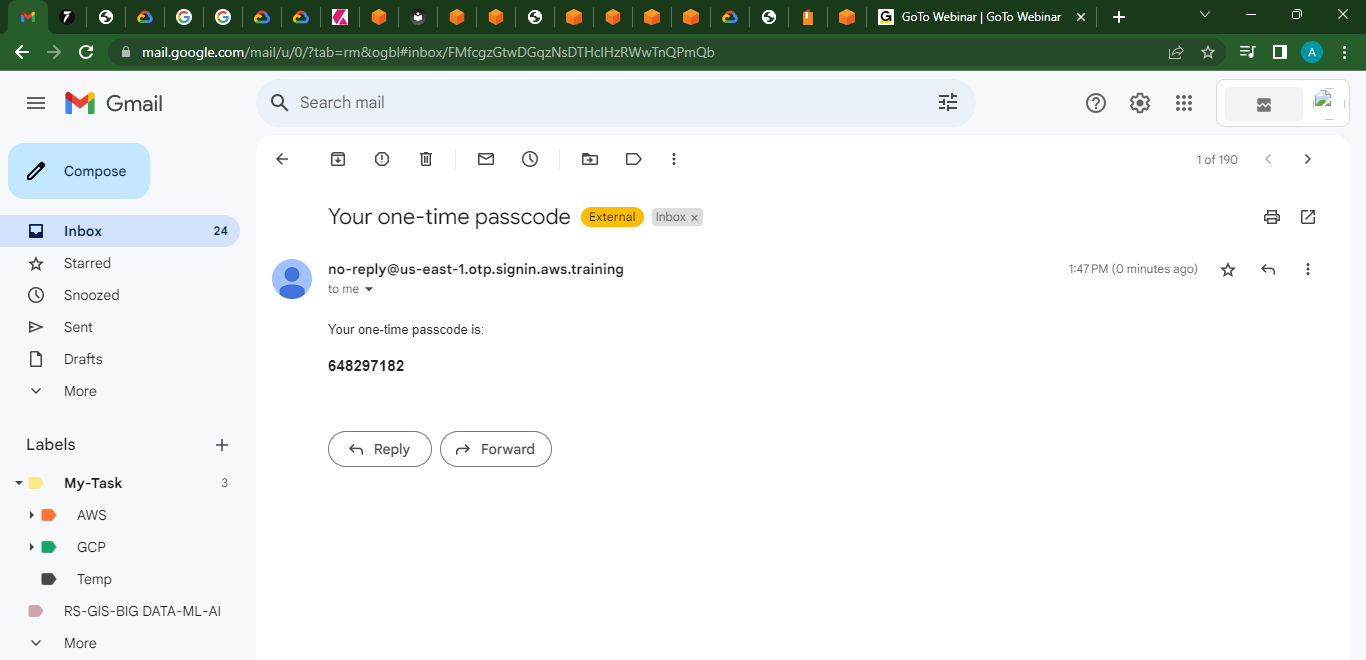 GoTo Webinar | GoTo Webinar
mail.google.com/mail/u/0/?tab=rm&ogbl#inbox/FMfcgzGtwDGqzNsDTHclHzRWwTnQPmQb
A
Gmail
Search mail
Compose
1 of 190
Your one-time passcode
External
Inbox ×
Inbox 24
Starred
Snoozed
Sent
Drafts
More
no-reply@us-east-1.otp.signin.aws.training
1:47 PM (0 minutes ago)
to me
Your one-time passcode is:
648297182
Reply
Forward
Labels
My-Task 3
AWS
GCP
Temp
RS-GIS-BIG DATA-ML-AI
More